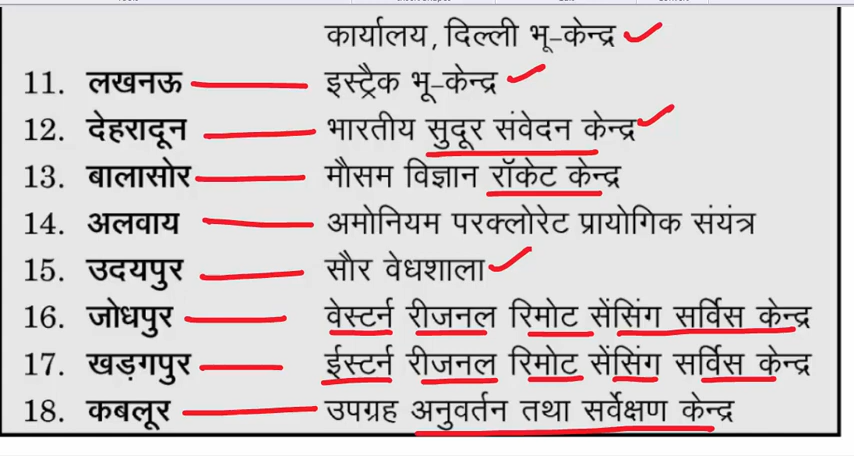 कार्यालय, दिल्ली भू-केन्द्र
11. लखनऊ इस्ट्रैक भू-केन्द्र
12. देहरादून भारतीय सुदूर संवेदन केन्द्र
13. बालासोर मौसम विज्ञान रॉकेट केन्द्र
14. अलवाय अमोनियम परक्लोरेट प्रायोगिक संयंत्र
15. उदयपुर सौर वेधशाला
16. जोधपुर वेस्टर्न रीजनल रिमोट सेंसिंग सर्विस केन्द्र
17. खड़गपुर ईस्टर्न रीजनल रिमोट सेंसिंग सर्विस केन्द्र
18. कबलूर उपग्रह अनुवर्तन तथा सर्वेक्षण केन्द्र